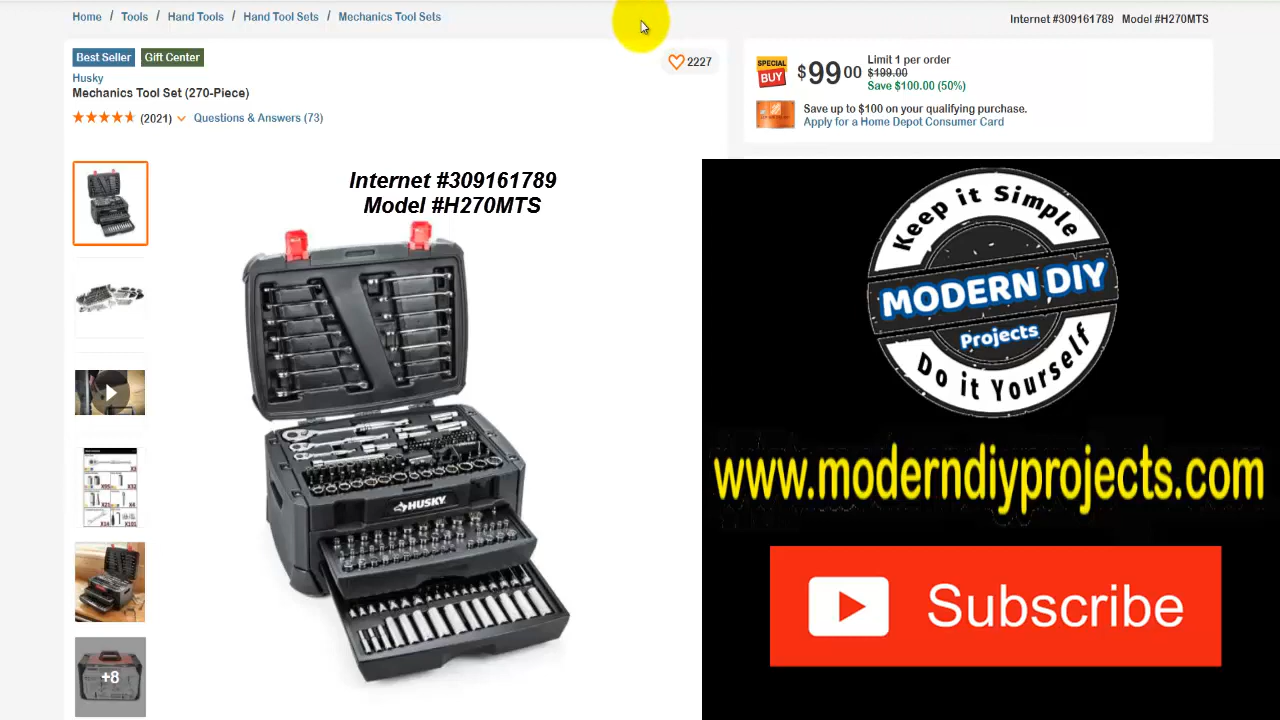 Home / Tools / Hand Tools / Hand Tool Sets / Mechanics Tool Sets
Internet #309161789 Model #H270MTS
Best Seller Gift Center
2227
Husky
Mechanics Tool Set (270-Piece)
(2021) Questions & Answers (73)
SPECIAL BUY
$99 00
Limit 1 per order
$199.00
Save $100.00 (50%)
Save up to $100 on your qualifying purchase.
Apply for a Home Depot Consumer Card
Internet #309161789
Model #H270MTS
HUSKY
+8
Keep it Simple
MODERN DIY
Projects
Do it Yourself
www.moderndiyprojects.com
Subscribe